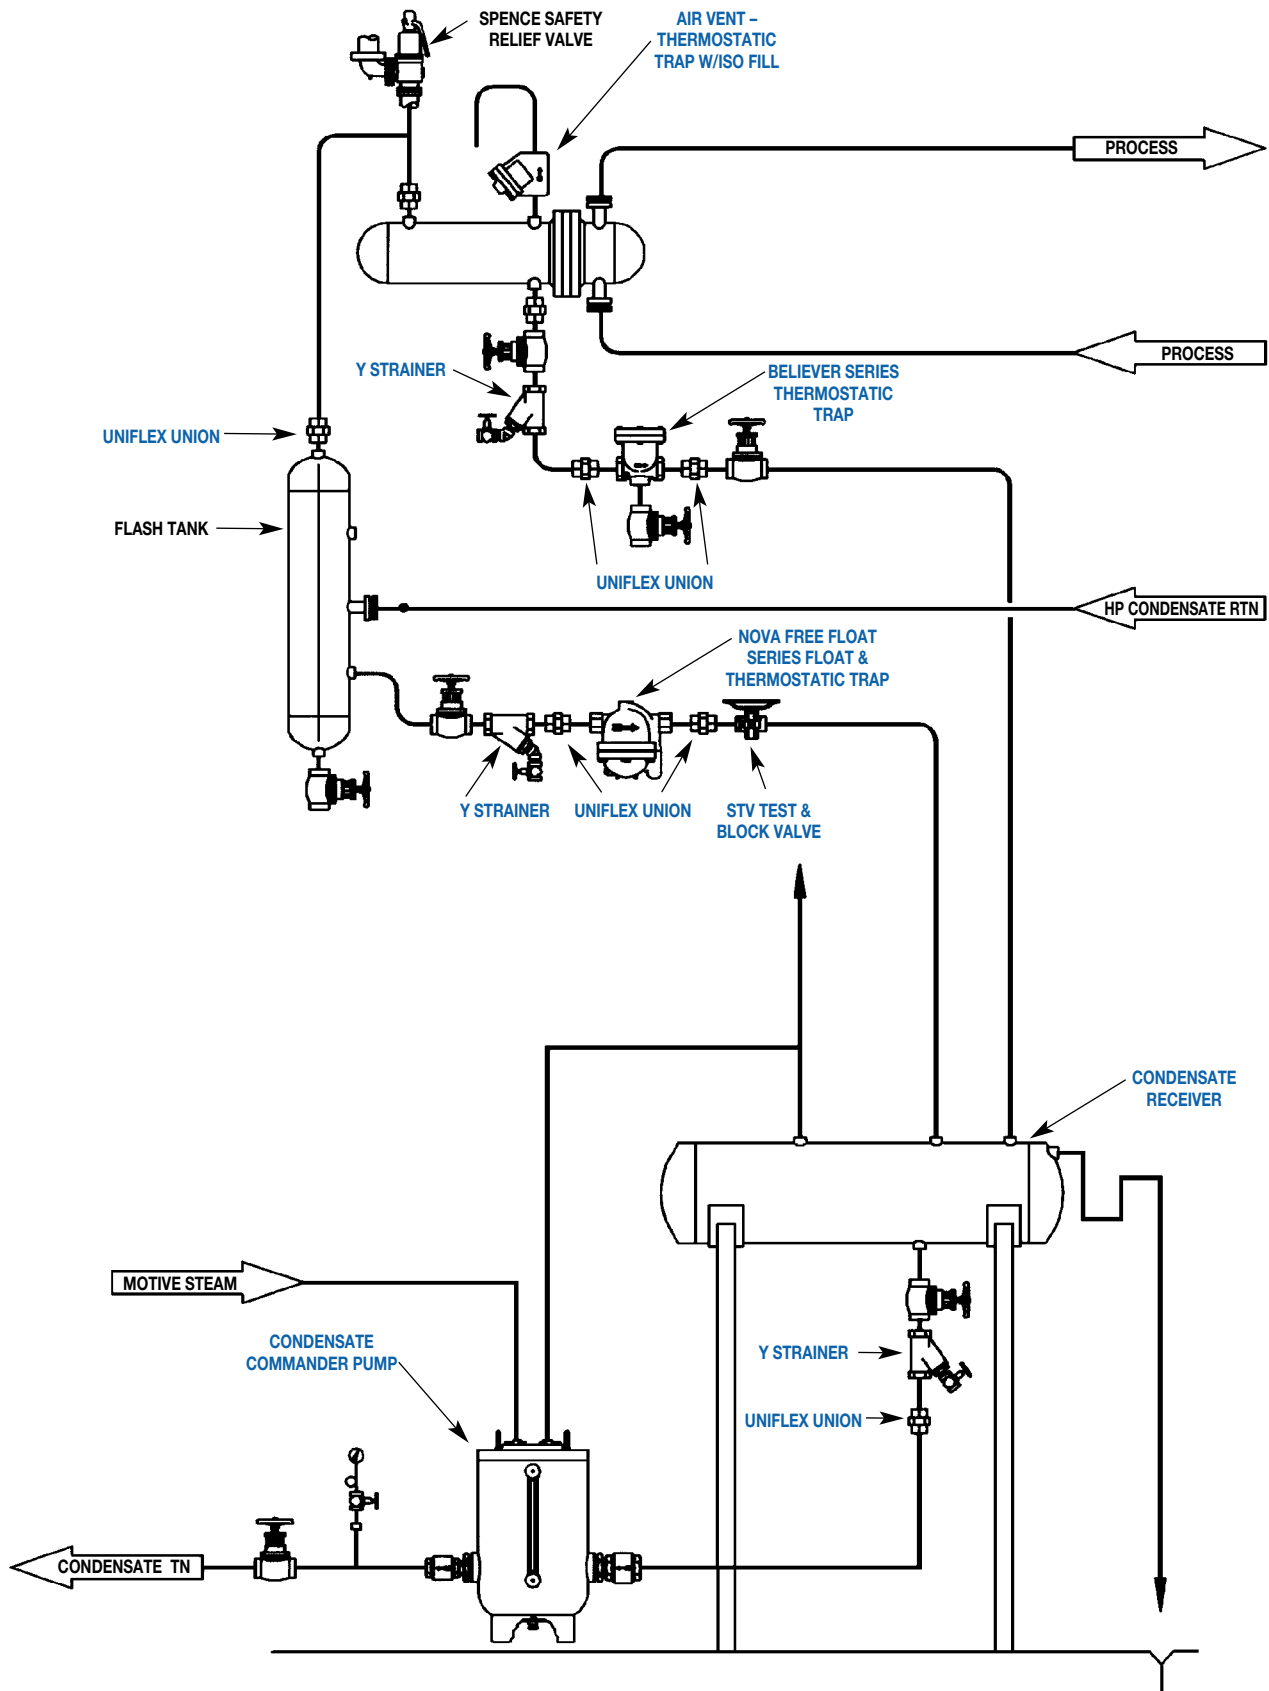 SPENCE SAFETY
RELIEF VALVE
AIR VENT –
THERMOSTATIC
TRAP W/ISO FILL
PROCESS
PROCESS
Y STRAINER
BELIEVER SERIES
THERMOSTATIC
TRAP
UNIFLEX UNION
FLASH TANK
UNIFLEX UNION
HP CONDENSATE RTN
NOVA FREE FLOAT
SERIES FLOAT &
THERMOSTATIC TRAP
Y STRAINER
UNIFLEX UNION
STV TEST &
BLOCK VALVE
CONDENSATE
RECEIVER
MOTIVE STEAM
CONDENSATE
COMMANDER PUMP
Y STRAINER
UNIFLEX UNION
CONDENSATE TN